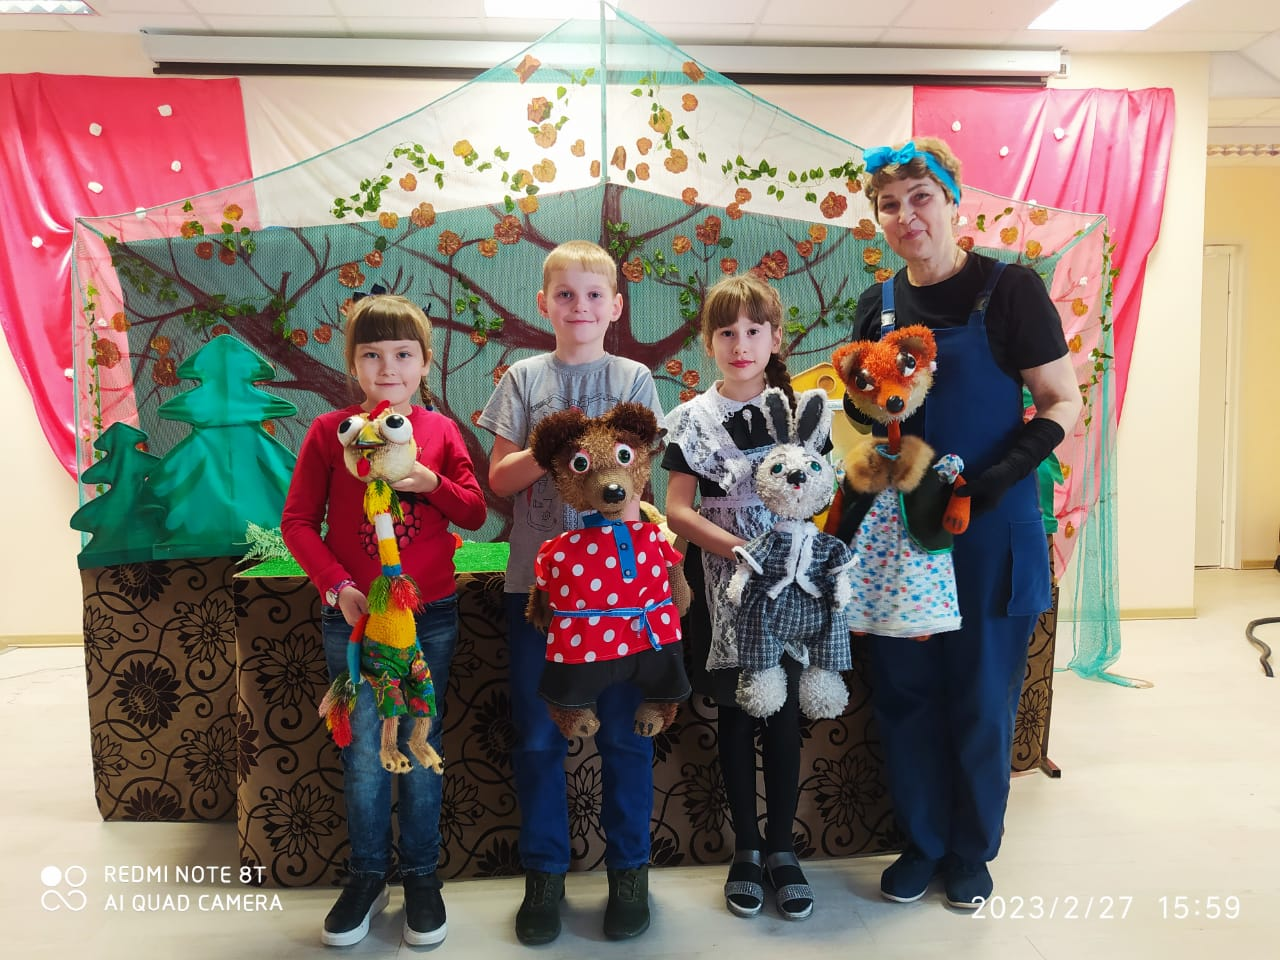 REDMI NOTE 8T
AI QUAD CAMERA
2023/2/27 15:59